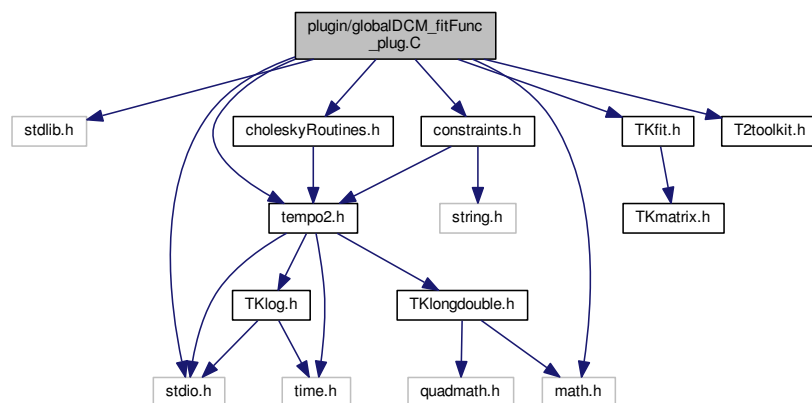 plugin/globalDCM_fitFunc
_plug.C
stdlib.h
choleskyRoutines.h
constraints.h
TKfit.h
T2toolkit.h
tempo2.h
string.h
TKmatrix.h
TKlog.h
TKlongdouble.h
stdio.h
time.h
quadmath.h
math.h